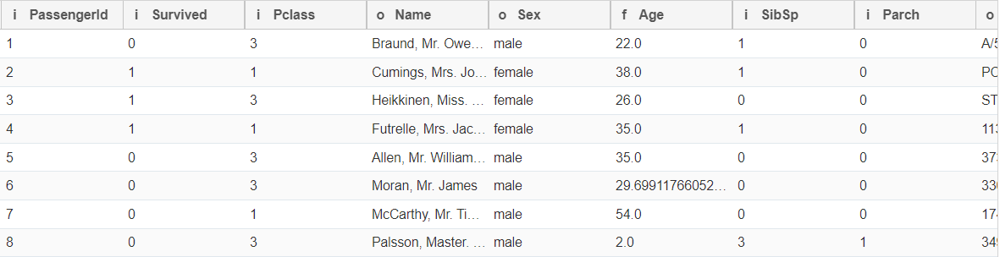 i PassengerId i Survived i Pclass o Name o Sex f Age i SibSp i Parch o
1 0 3 Braund, Mr. Owe... male 22.0 1 0 A/5
2 1 1 Cumings, Mrs. Jo... female 38.0 1 0 PC
3 1 3 Heikkinen, Miss. ... female 26.0 0 0 ST
4 1 1 Futrelle, Mrs. Jac... female 35.0 1 0 113
5 0 3 Allen, Mr. William... male 35.0 0 0 373
6 0 3 Moran, Mr. James male 29.69911766052... 0 0 330
7 0 1 McCarthy, Mr. Ti... male 54.0 0 0 174
8 0 3 Palsson, Master. ... male 2.0 3 1 349